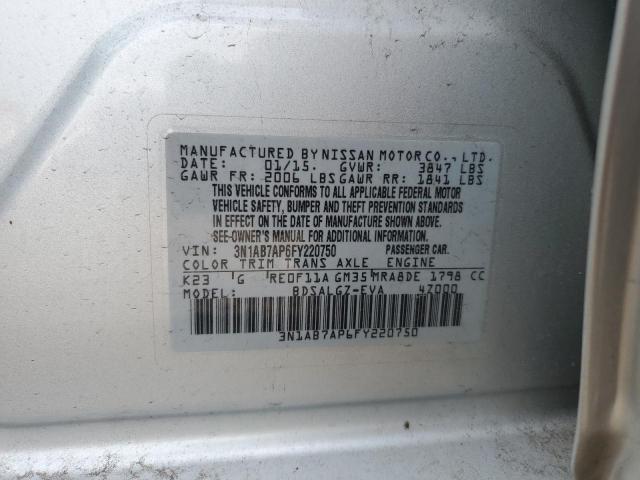 MANUFACTURED BY NISSAN MOTOR CO., LTD.
DATE: 01/15. GVWR: 3847 LBS
GAWR FR: 2006 LBS GAWR RR: 1841 LBS
THIS VEHICLE CONFORMS TO ALL APPLICABLE FEDERAL MOTOR
VEHICLE SAFETY, BUMPER AND THEFT PREVENTION STANDARDS
IN EFFECT ON THE DATE OF MANUFACTURE SHOWN ABOVE.
SEE OWNER'S MANUAL FOR ADDITIONAL INFORMATION.
VIN: 3N1AB7AP6FY220750 PASSENGER CAR.
COLOR TRIM TRANS AXLE ENGINE
K23 G RE0F11A GM35 MRA8DE 1798 CC
MODEL: BDSALGZ-EVA 4Z000
3N1AB7AP6FY220750